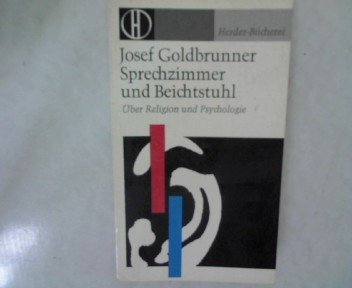 Herder-Bücherei
Josef Goldbrunner
Sprechzimmer
und Beichtstuhl
Über Religion und Psychologie